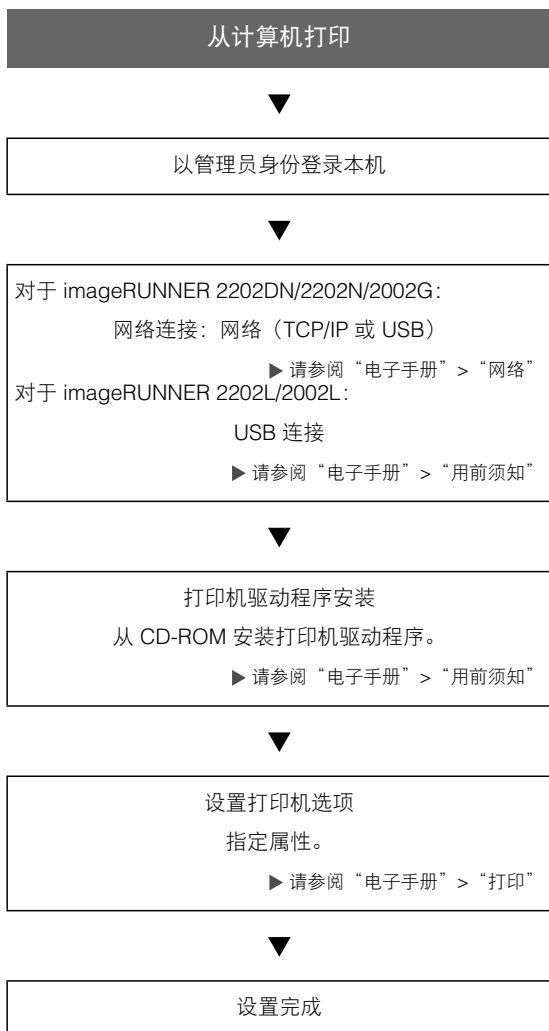 从计算机打印
▼
以管理员身份登录本机
▼
对于 imageRUNNER 2202DN/2202N/2002G：
网络连接：网络（TCP/IP 或 USB）
▶ 请参阅“电子手册”>“网络”
对于 imageRUNNER 2202L/2002L：
USB 连接
▶ 请参阅“电子手册”>“用前须知”
▼
打印机驱动程序安装
从 CD-ROM 安装打印机驱动程序。
▶ 请参阅“电子手册”>“用前须知”
▼
设置打印机选项
指定属性。
▶ 请参阅“电子手册”>“打印”
▼
设置完成